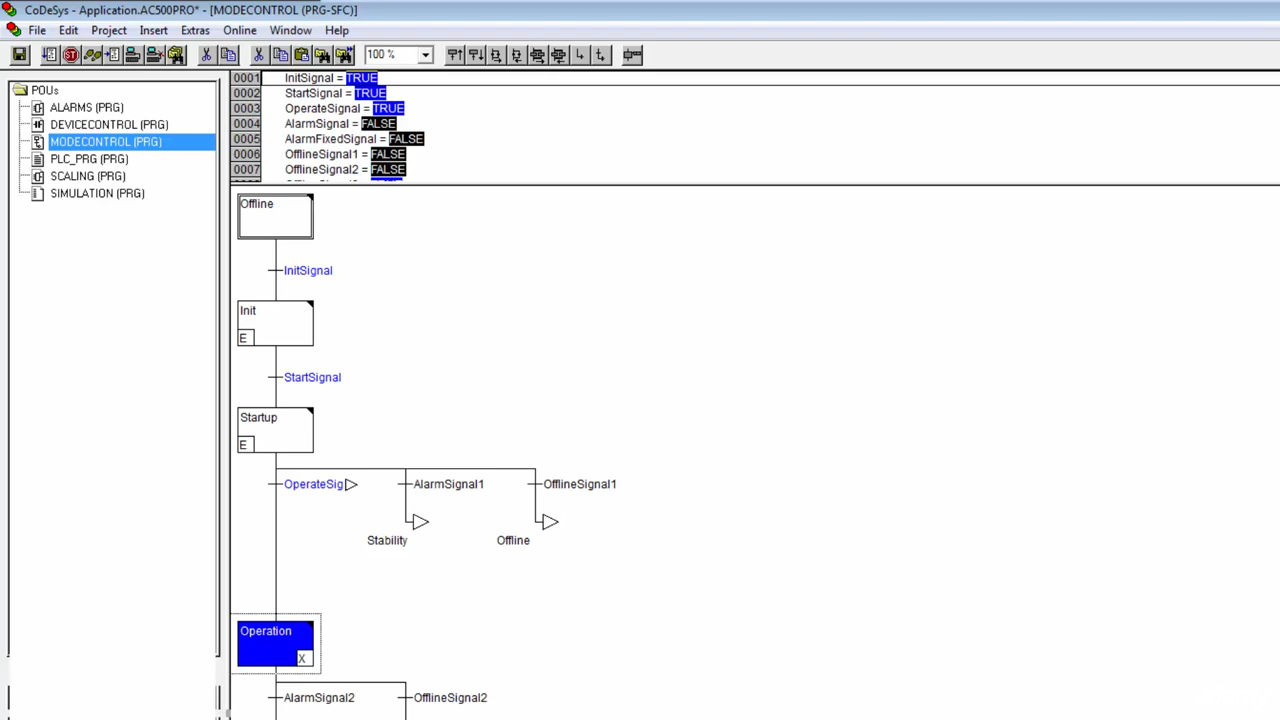 CoDeSys - Application.AC500PRO* - [MODECONTROL (PRG-SFC)]
File Edit Project Insert Extras Online Window Help
100 %
POUs
ALARMS (PRG)
DEVICECONTROL (PRG)
MODECONTROL (PRG)
PLC_PRG (PRG)
SCALING (PRG)
SIMULATION (PRG)
0001 InitSignal = TRUE
0002 StartSignal = TRUE
0003 OperateSignal = TRUE
0004 AlarmSignal = FALSE
0005 AlarmFixedSignal = FALSE
0006 OfflineSignal1 = FALSE
0007 OfflineSignal2 = FALSE
Offline
InitSignal
Init
E
StartSignal
Startup
E
OperateSig AlarmSignal1 OfflineSignal1
Stability Offline
Operation
X
AlarmSignal2 OfflineSignal2